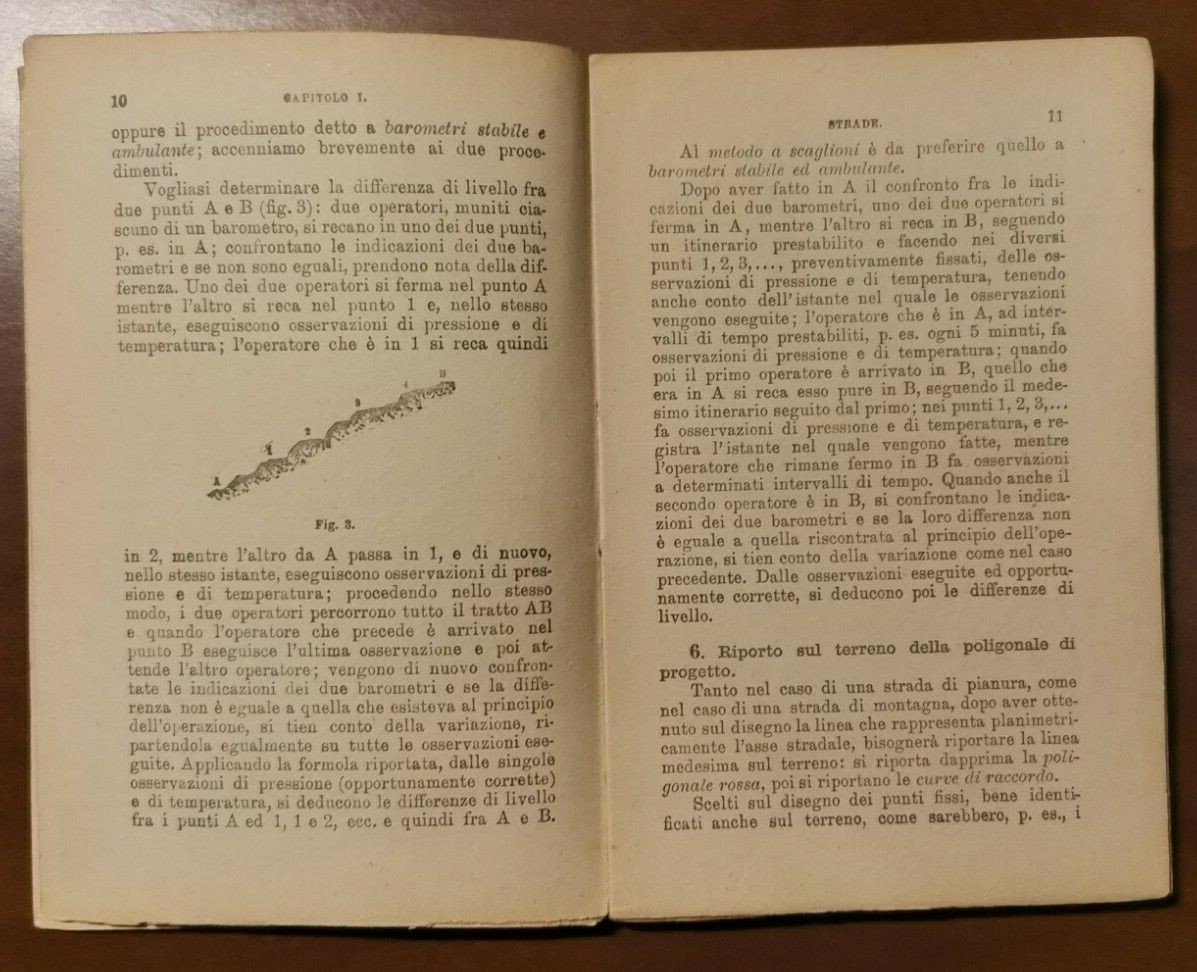 10
CAPITOLO I.
oppure il procedimento detto a barometri stabile e
ambulante; accenniamo brevemente ai due proce-
dimenti.
Vogliasi determinare la differenza di livello fra
due punti A e B (fig. 3): due operatori, muniti cia-
scuno di un barometro, si recano in uno dei due punti,
p. es. in A; confrontano le indicazioni dei due ba-
rometri e se non sono eguali, prendono nota della dif-
ferenza. Uno dei due operatori si ferma nel punto A
mentre l'altro si reca nel punto 1 e, nello stesso
istante, eseguiscono osservazioni di pressione e di
temperatura; l'operatore che è in 1 si reca quindi
A 1 2 3 4 B
Fig. 3.
in 2, mentre l'altro da A passa in 1, e di nuovo,
nello stesso istante, eseguiscono osservazioni di pres-
sione e di temperatura; procedendo nello stesso
modo, i due operatori percorrono tutto il tratto AB
e quando l'operatore che precede è arrivato nel
punto B eseguisce l'ultima osservazione e poi at-
tende l'altro operatore; vengono di nuovo confron-
tate le indicazioni dei due barometri e se la diffe-
renza non è eguale a quella che esisteva al principio
dell'operazione, si tien conto della variazione, ri-
partendola egualmente su tutte le osservazioni ese-
guite. Applicando la formola riportata, dalle singole
osservazioni di pressione (opportunamente corrette)
e di temperatura, si deducono le differenze di livello
fra i punti A ed 1, 1 e 2, ecc. e quindi fra A e B.
STRADE.
11
Al metodo a scaglioni è da preferire quello a
barometri stabile ed ambulante.
Dopo aver fatto in A il confronto fra le indi-
cazioni dei due barometri, uno dei due operatori si
ferma in A, mentre l'altro si reca in B, seguendo
un itinerario prestabilito e facendo nei diversi
punti 1, 2, 3,..., preventivamente fissati, delle os-
servazioni di pressione e di temperatura, tenendo
anche conto dell'istante nel quale le osservazioni
vengono eseguite; l'operatore che è in A, ad inter-
valli di tempo prestabiliti, p. es. ogni 5 minuti, fa
osservazioni di pressione e di temperatura; quando
poi il primo operatore è arrivato in B, quello che
era in A si reca esso pure in B, seguendo il mede-
simo itinerario seguito dal primo; nei punti 1, 2, 3,...
fa osservazioni di pressione e di temperatura, e re-
gistra l'istante nel quale vengono fatte, mentre
l'operatore che rimane fermo in B fa osservazioni
a determinati intervalli di tempo. Quando anche il
secondo operatore è in B, si confrontano le indica-
zioni dei due barometri e se la loro differenza non
è eguale a quella riscontrata al principio dell'ope-
razione, si tien conto della variazione come nel caso
precedente. Dalle osservazioni eseguite ed opportu-
namente corrette, si deducono poi le differenze di
livello.
6. Riporto sul terreno della poligonale di
progetto.
Tanto nel caso di una strada di pianura, come
nel caso di una strada di montagna, dopo aver otte-
nuto sul disegno la linea che rappresenta planimetri-
camente l'asse stradale, bisognerà riportare la linea
medesima sul terreno: si riporta dapprima la poli-
gonale rossa, poi si riportano le curve di raccordo.
Scelti sul disegno dei punti fissi, bene identi-
ficati anche sul terreno, come sarebbero, p. es., i